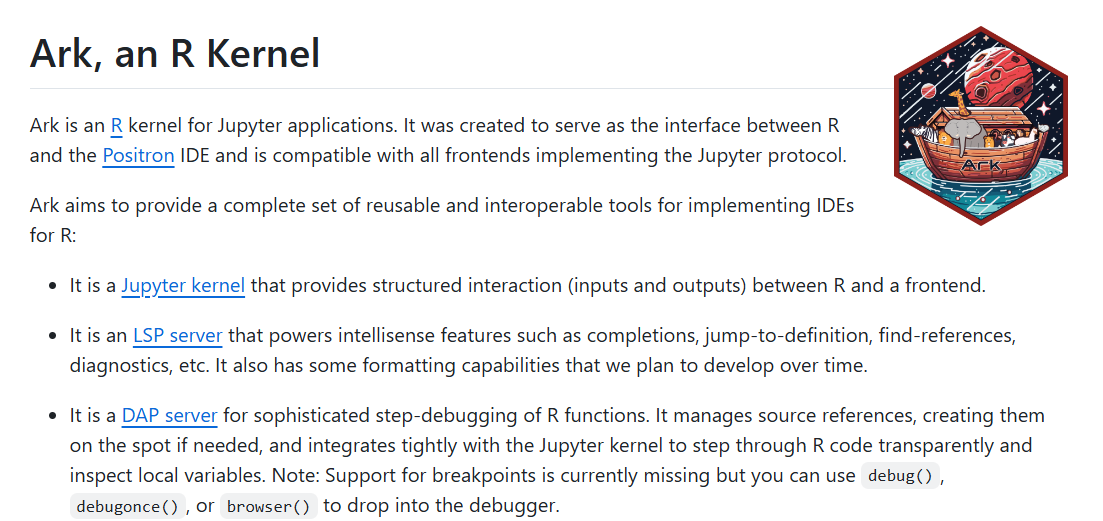 Ark, an R Kernel
Ark is an R kernel for Jupyter applications. It was created to serve as the interface between R
and the Positron IDE and is compatible with all frontends implementing the Jupyter protocol.
Ark
Ark aims to provide a complete set of reusable and interoperable tools for implementing IDEs
for R:
• It is a Jupyter kernel that provides structured interaction (inputs and outputs) between R and a frontend.
• It is an LSP server that powers intellisense features such as completions, jump-to-definition, find-references,
diagnostics, etc. It also has some formatting capabilities that we plan to develop over time.
• It is a DAP server for sophisticated step-debugging of R functions. It manages source references, creating them
on the spot if needed, and integrates tightly with the Jupyter kernel to step through R code transparently and
inspect local variables. Note: Support for breakpoints is currently missing but you can use debug() ,
debugonce() , or browser() to drop into the debugger.